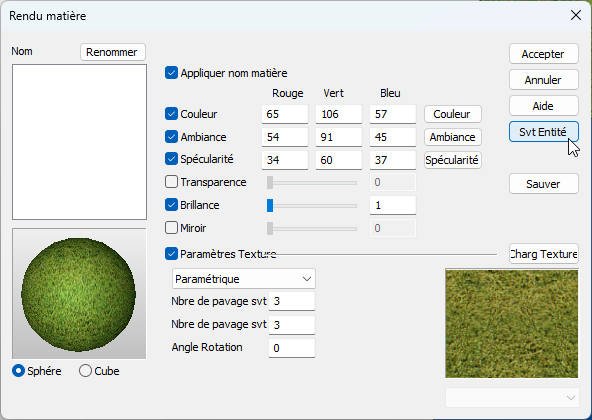 Rendu matière
Nom
Renommer
Accepter
Appliquer nom matière
Annuler
Rouge Vert Bleu
Aide
Couleur 65 106 57 Couleur
Ambiance 54 91 45 Ambiance
Svt Entité
Spécularité 34 60 37 Spécularité
Transparence 0
Sauver
Brillance 1
Miroir 0
Paramètres Texture
Charg Texture
Paramétrique
Nbre de pavage svt 3
Nbre de pavage svt 3
Angle Rotation 0
Sphére Cube